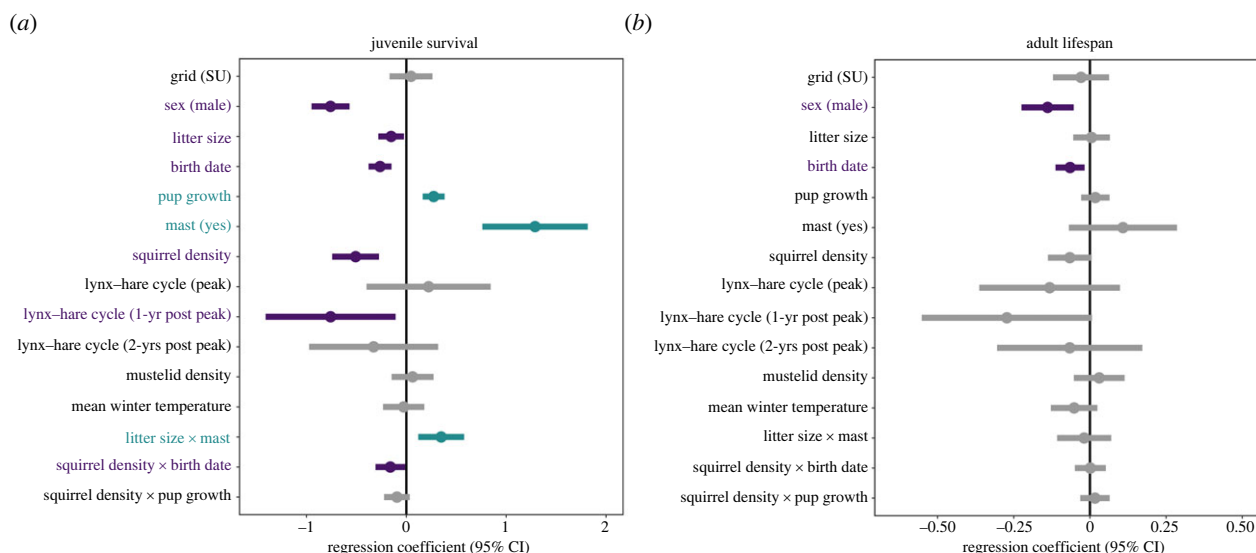 (a)
juvenile survival
grid (SU)
sex (male)
litter size
birth date
pup growth
mast (yes)
squirrel density
lynx–hare cycle (peak)
lynx–hare cycle (1-yr post peak)
lynx–hare cycle (2-yrs post peak)
mustelid density
mean winter temperature
litter size × mast
squirrel density × birth date
squirrel density × pup growth
–1 0 1 2
regression coefficient (95% CI)
(b)
adult lifespan
grid (SU)
sex (male)
litter size
birth date
pup growth
mast (yes)
squirrel density
lynx–hare cycle (peak)
lynx–hare cycle (1-yr post peak)
lynx–hare cycle (2-yrs post peak)
mustelid density
mean winter temperature
litter size × mast
squirrel density × birth date
squirrel density × pup growth
–0.50 –0.25 0 0.25 0.50
regression coefficient (95% CI)